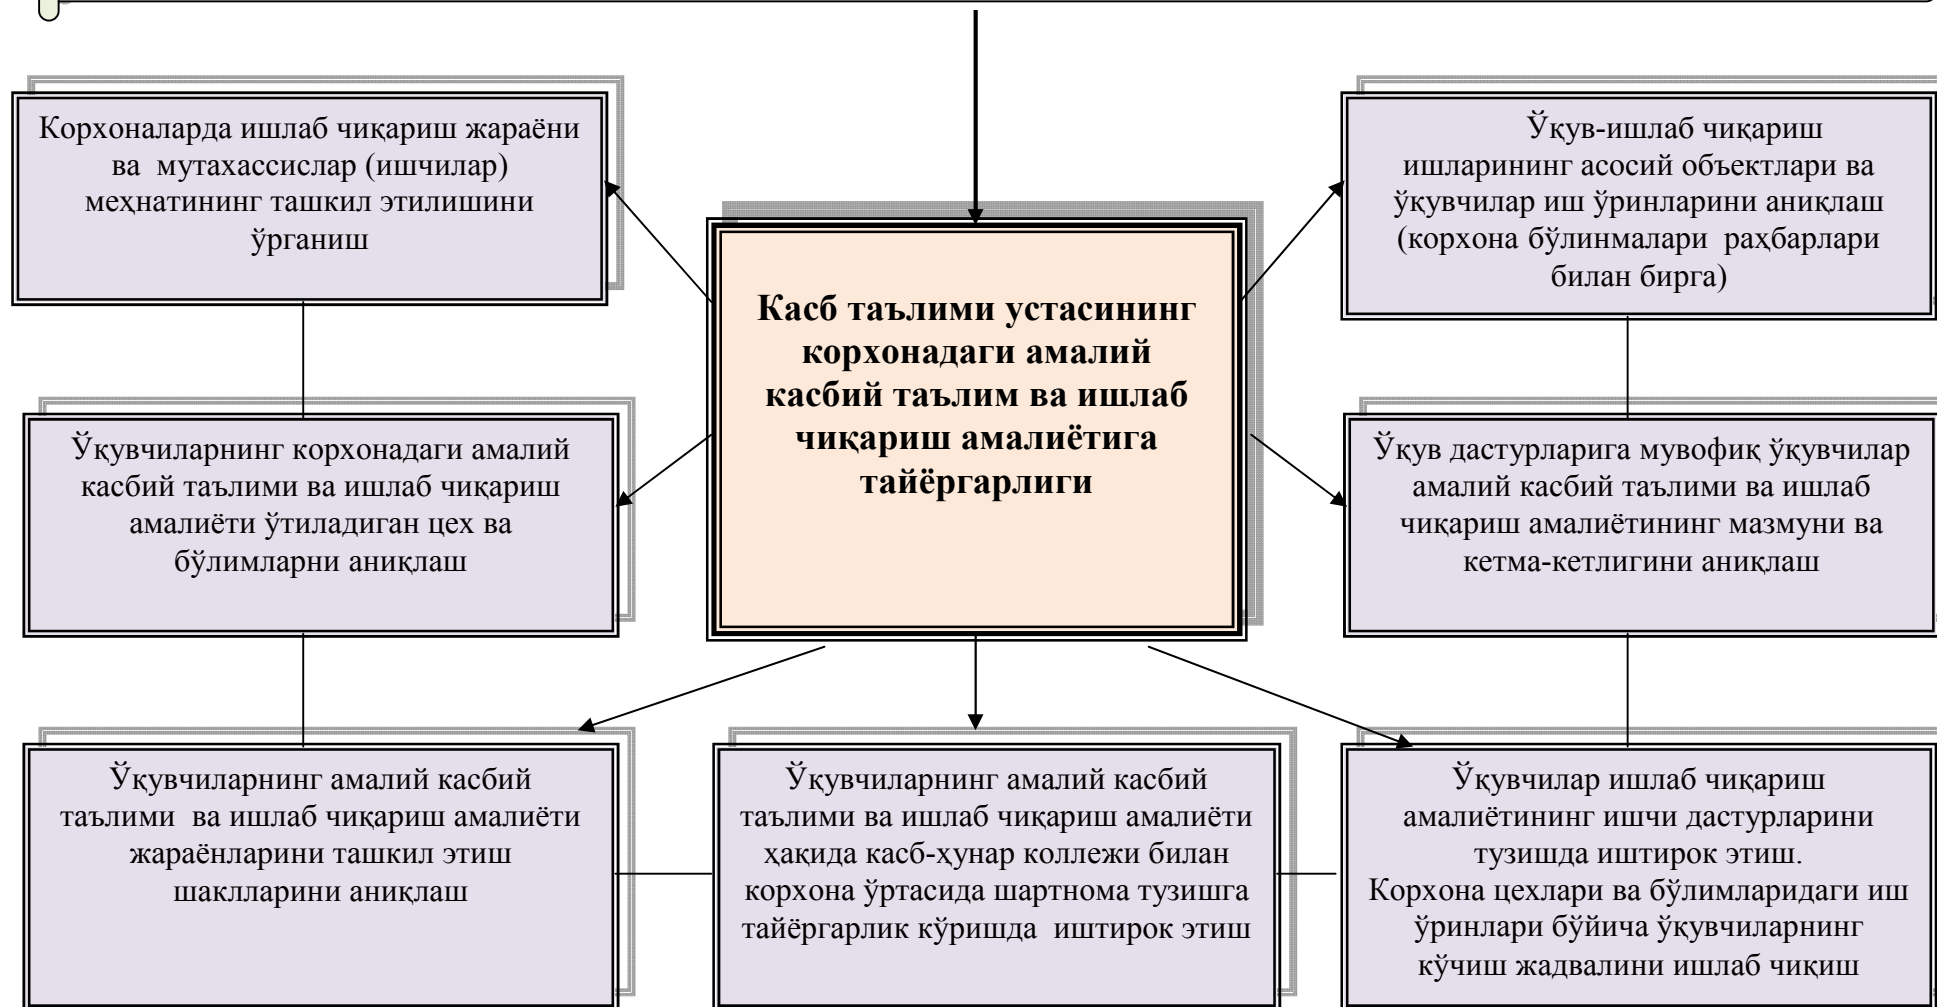 Корхоналарда ишлаб чиқариш жараёни
ва мутахассислар (ишчилар)
меҳнатининг ташкил этилишини
ўрганиш
Ўқув-ишлаб чиқариш
ишларининг асосий объектлари ва
ўқувчилар иш ўринларини аниқлаш
(корхона бўлинмалари раҳбарлари
билан бирга)
Касб таълими устасининг
корхонадаги амалий
касбий таълим ва ишлаб
чиқариш амалиётига
тайёргарлиги
Ўқувчиларнинг корхонадаги амалий
касбий таълими ва ишлаб чиқариш
амалиёти ўтиладиган цех ва
бўлимларни аниқлаш
Ўқув дастурларига мувофиқ ўқувчилар
амалий касбий таълими ва ишлаб
чиқариш амалиётининг мазмуни ва
кетма-кетлигини аниқлаш
Ўқувчиларнинг амалий касбий
таълими ва ишлаб чиқариш амалиёти
жараёнларини ташкил этиш
шаклларини аниқлаш
Ўқувчиларнинг амалий касбий
таълими ва ишлаб чиқариш амалиёти
ҳақида касб-ҳунар коллежи билан
корхона ўртасида шартнома тузишга
тайёргарлик кўришда иштирок этиш
Ўқувчилар ишлаб чиқариш
амалиётининг ишчи дастурларини
тузишда иштирок этиш.
Корхона цехлари ва бўлимларидаги иш
ўринлари бўйича ўқувчиларнинг
кўчиш жадвалини ишлаб чиқиш